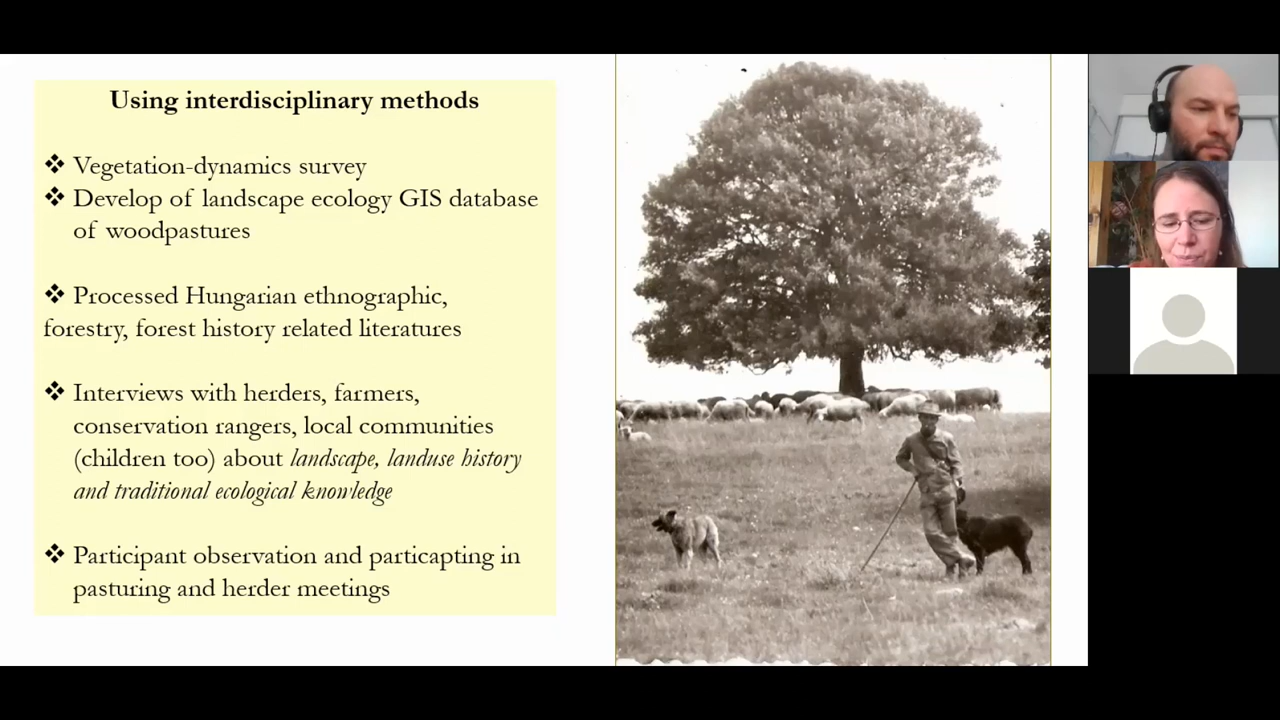 Using interdisciplinary methods
❖ Vegetation-dynamics survey
❖ Develop of landscape ecology GIS database
of woodpastures
❖ Processed Hungarian ethnographic,
forestry, forest history related literatures
❖ Interviews with herders, farmers,
conservation rangers, local communities
(children too) about landscape, landuse history
and traditional ecological knowledge
❖ Participant observation and particapting in
pasturing and herder meetings